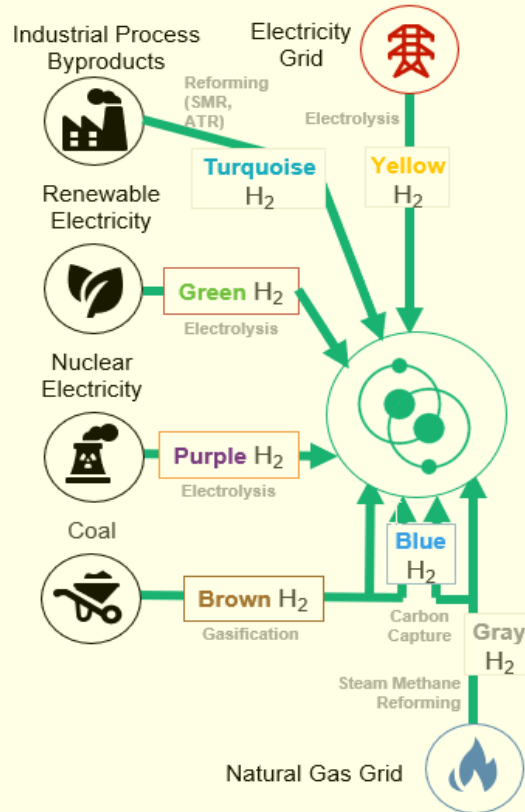 Industrial Process
Byproducts
Electricity
Grid
Reforming
(SMR,
ATR)
Electrolysis
Turquoise
H₂
Yellow
H₂
Renewable
Electricity
Green H₂
Electrolysis
Nuclear
Electricity
Purple H₂
Electrolysis
Coal
Blue
H₂
Brown H₂
Gasification
Carbon
Capture
Gray
H₂
Steam Methane
Reforming
Natural Gas Grid